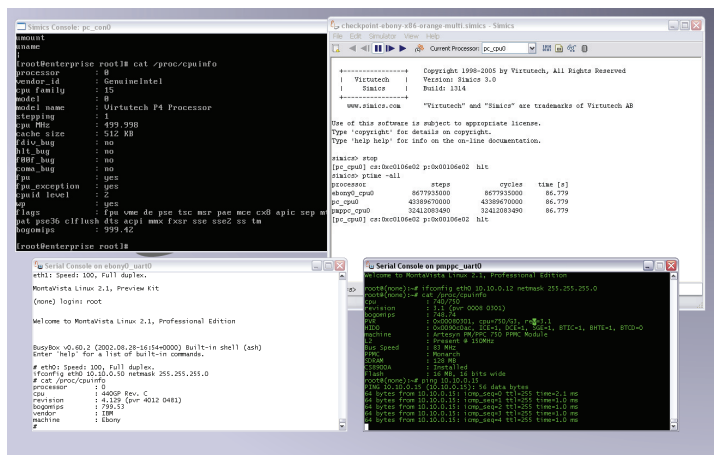 Simics Console: pc_con0
umount
uname
}
[root@enterprise root]# cat /proc/cpuinfo
processor : 0
vendor_id : GenuineIntel
cpu family : 15
model : 0
model name : Virtutech P4 Processor
stepping : 1
cpu MHz : 499.998
cache size : 512 KB
fdiv_bug : no
hlt_bug : no
f00f_bug : no
coma_bug : no
fpu : yes
fpu_exception : yes
cpuid level : 2
wp : yes
flags : fpu vme de pse tsc msr pae mce cx8 apic sep m
pat pse36 clflush dts acpi mmx fxsr sse sse2 ss tm
bogomips : 999.42
[root@enterprise root]#
checkpoint-ebony-x86-orange-multi.simics - Simics
File Edit Simulator View Help
Current Processor: pc_cpu0
+----------------+ Copyright 1998-2005 by Virtutech, All Rights Reserved
| Virtutech | Version: Simics 3.0
| Simics | Build: 1314
+----------------+
www.simics.com "Virtutech" and "Simics" are trademarks of Virtutech AB
Use of this software is subject to appropriate license.
Type 'copyright' for details on copyright.
Type 'help help' for info on the on-line documentation.
simics> stop
[pc_cpu0] cs:0xc0106e02 p:0x00106e02 hlt
simics> ptime -all
processor steps cycles time [s]
ebony0_cpu0 8677935000 8677935000 86.779
pc_cpu0 43389670000 43389670000 86.779
pmppc_cpu0 32412083490 32412083490 86.779
[pc_cpu0] cs:0xc0106e02 p:0x00106e02 hlt
Serial Console on ebony0_uart0
eth1: Speed: 100, Full duplex.
MontaVista Linux 2.1, Preview Kit
(none) login: root
Welcome to MontaVista Linux 2.1, Professional Edition
BusyBox v0.60.2 (2002.08.28-16:54+0000) Built-in shell (ash)
Enter 'help' for a list of built-in commands.
# eth0: Speed: 100, Full duplex.
ifconfig eth0 10.10.0.50 netmask 255.255.255.0
# cat /proc/cpuinfo
processor : 0
cpu : 440GP Rev. C
revision : 4.129 (pvr 4012 0481)
bogomips : 799.53
vendor : IBM
machine : Ebony
#
Serial Console on pmppc_uart0
Welcome to MontaVista Linux 2.1, Professional Edition
root@(none):~# ifconfig eth0 10.10.0.12 netmask 255.255.255.0
root@(none):~# cat /proc/cpuinfo
cpu : 740/750
revision : 3.1 (pvr 0008 0301)
bogomips : 748.74
PVR : 0x00080301, cpu=750/G3, rev=3.1
HID0 : 0x0090c0ac, ICE=1, DCE=1, SGE=1, BTIC=1, BHTE=1, BTCD=0
machine : Artesyn PM/PPC 750 PMPPC Module
L2 : Present @ 150MHz
Bus Speed : 83 MHz
PPMC : Monarch
SDRAM : 128 MB
CS8900A : Installed
Flash : 16 MB, 16 bits wide
root@(none):~# ping 10.10.0.15
PING 10.10.0.15 (10.10.0.15): 56 data bytes
64 bytes from 10.10.0.15: icmp_seq=0 ttl=255 time=2.1 ms
64 bytes from 10.10.0.15: icmp_seq=1 ttl=255 time=1.0 ms
64 bytes from 10.10.0.15: icmp_seq=2 ttl=255 time=1.0 ms
64 bytes from 10.10.0.15: icmp_seq=3 ttl=255 time=1.0 ms
64 bytes from 10.10.0.15: icmp_seq=4 ttl=255 time=1.0 ms